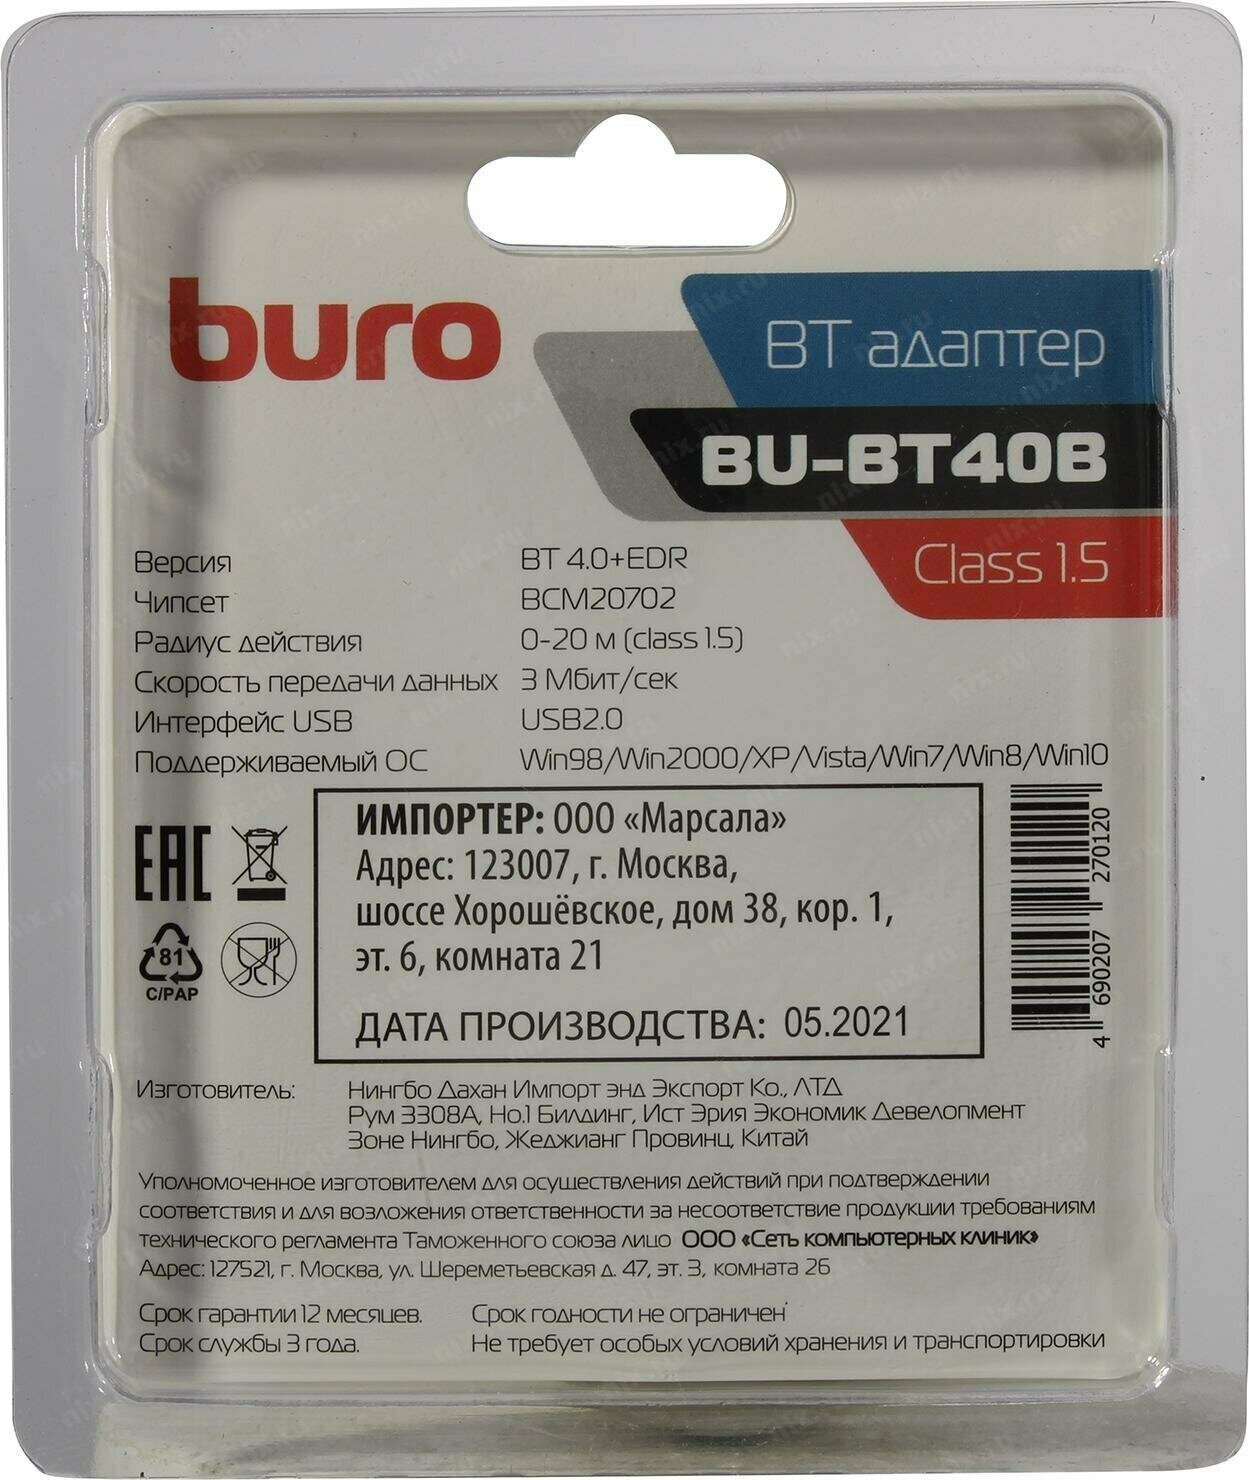 buro
BT адаптер
BU-BT40B
Class 1.5
Версия BT 4.0+EDR
Чипсет BCM20702
Радиус действия 0-20 м (class 1.5)
Скорость передачи данных 3 Мбит/сек
Интерфейс USB USB2.0
Поддерживаемый ОС Win98/Win2000/XP/Vista/Win7/Win8/Win10
ИМПОРТЕР: ООО «Марсала»
Адрес: 123007, г. Москва,
шоссе Хорошёвское, дом 38, кор. 1,
эт. 6, комната 21
ДАТА ПРОИЗВОДСТВА: 05.2021
EAC
81
C/PAP
4 690207 270120
Изготовитель: Нингбо Дахан Импорт энд Экспорт Ко., ЛТД
Рум 3308А, Но.1 Билдинг, Ист Эрия Экономик Девелопмент
Зоне Нингбо, Жеджианг Провинц, Китай
Уполномоченное изготовителем для осуществления действий при подтверждении
соответствия и для возложения ответственности за несоответствие продукции требованиям
технического регламента Таможенного союза лицо ООО «Сеть компьютерных клиник»
Адрес: 127521, г. Москва, ул. Шереметьевская д. 47, эт. 3, комната 26
Срок гарантии 12 месяцев. Срок годности не ограничен
Срок службы 3 года. Не требует особых условий хранения и транспортировки
nix.ru